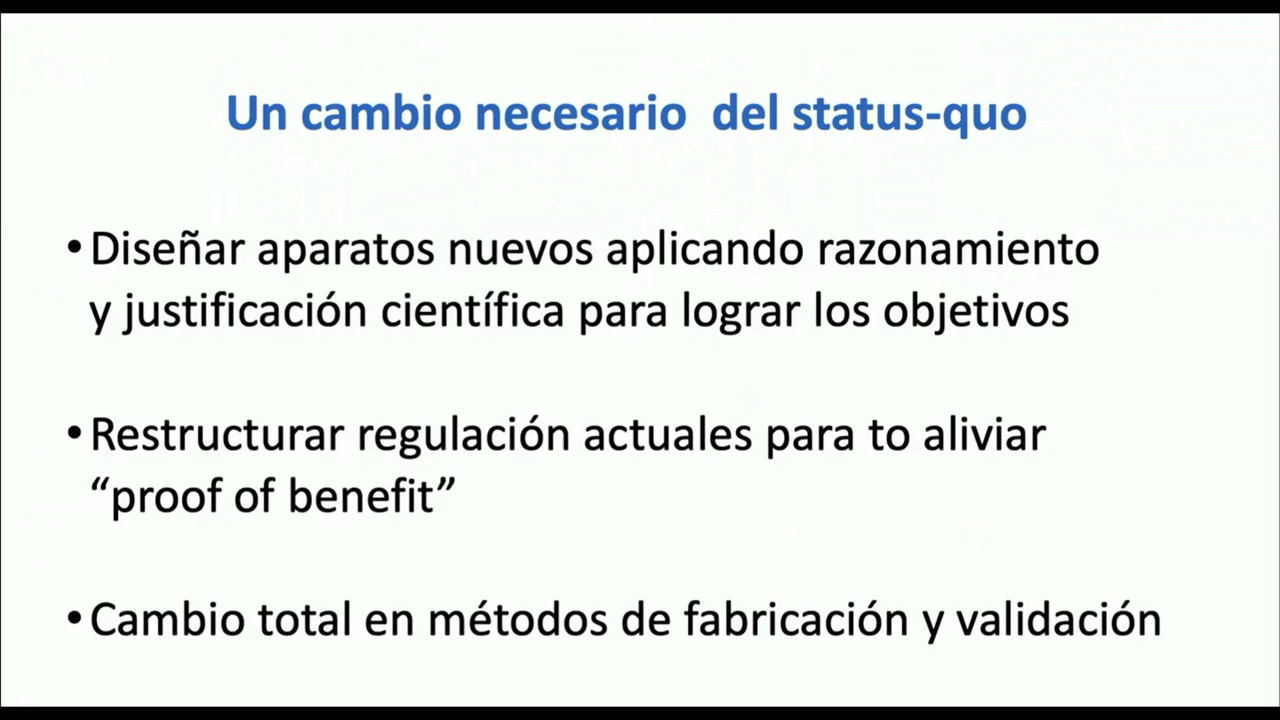 Un cambio necesario  del status-quo
• Diseñar aparatos nuevos aplicando razonamiento
y justificación científica para lograr los objetivos
• Restructurar regulación actuales para to aliviar
“proof of benefit”
• Cambio total en métodos de fabricación y validación